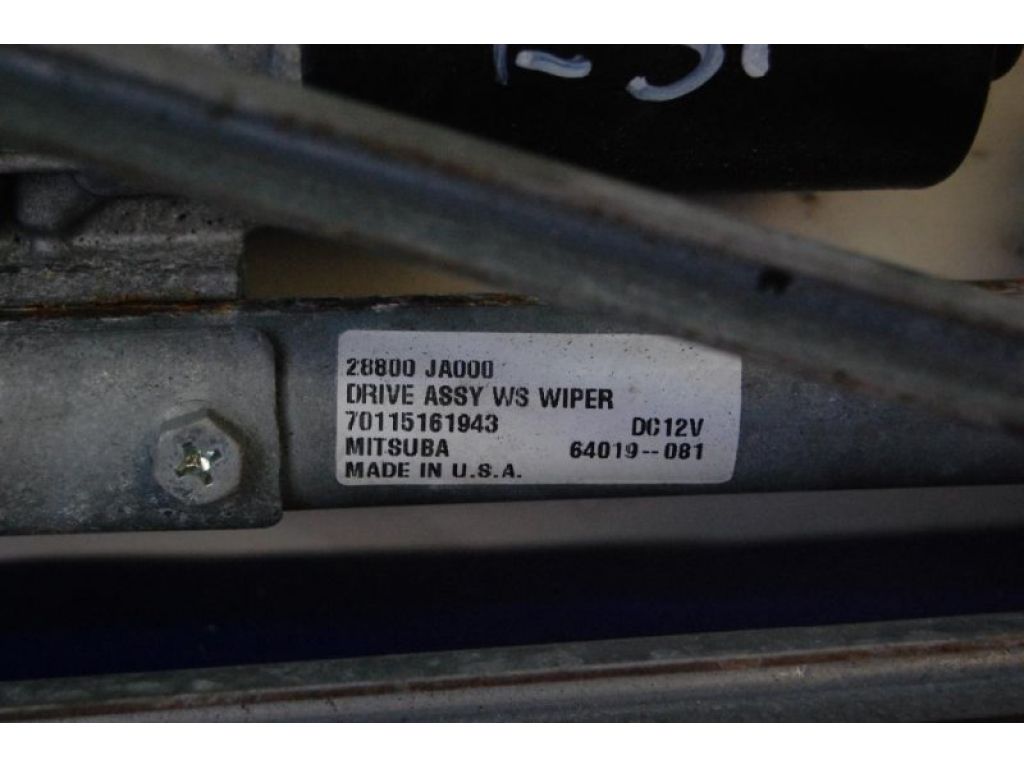 28800 JA000
DRIVE ASSY WS WIPER
70115161943 DC12V
MITSUBA 64019--081
MADE IN U.S.A.